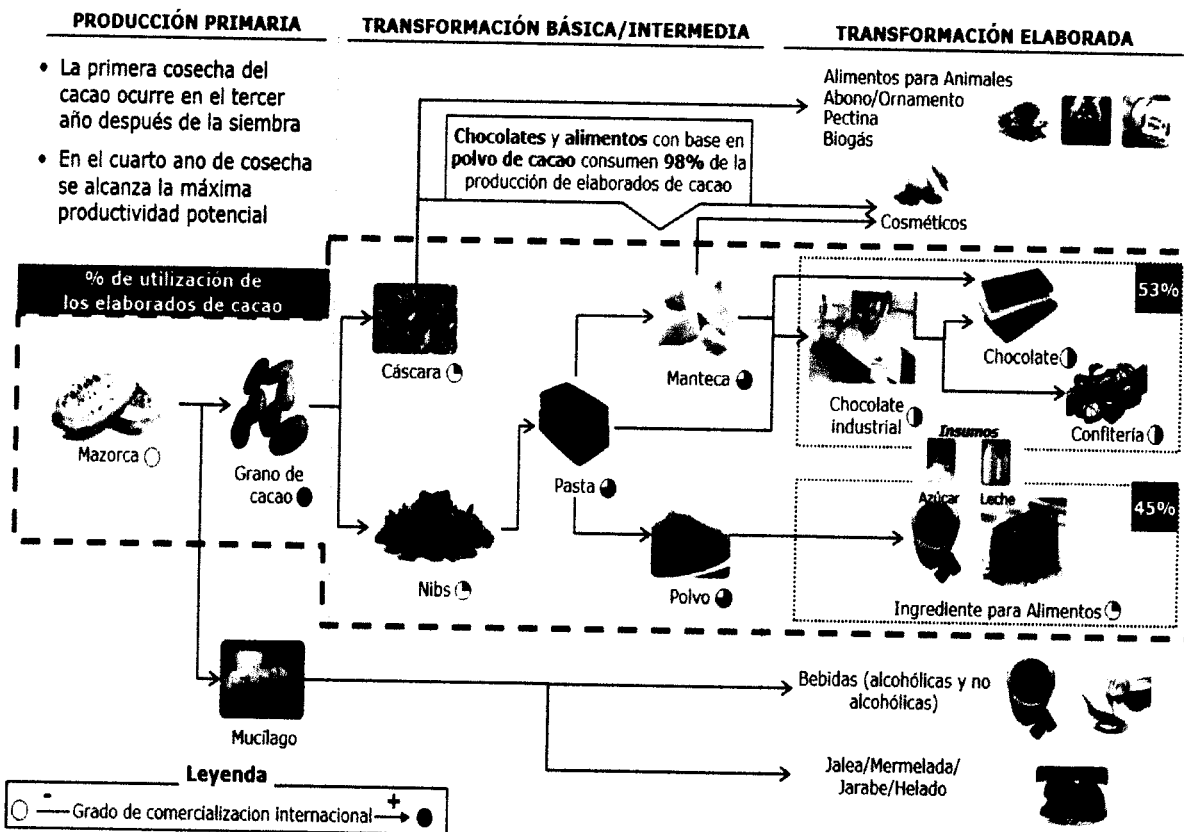 PRODUCCIÓN PRIMARIA
TRANSFORMACIÓN BÁSICA/INTERMEDIA
TRANSFORMACIÓN ELABORADA
• La primera cosecha del
cacao ocurre en el tercer
año después de la siembra
• En el cuarto ano de cosecha
se alcanza la máxima
productividad potencial
Chocolates y alimentos con base en
polvo de cacao consumen 98% de la
producción de elaborados de cacao
Alimentos para Animales
Abono/Ornamento
Pectina
Biogás
Cosméticos
% de utilización de
los elaborados de cacao
53%
Cáscara
Manteca
Chocolate
Chocolate
industrial
Confitería
Mazorca
Grano de
cacao
Pasta
Insumos
Azúcar
Leche
45%
Nibs
Polvo
Ingrediente para Alimentos
Mucílago
Bebidas (alcohólicas y no
alcohólicas)
Jalea/Mermelada/
Jarabe/Helado
Leyenda
- Grado de comercializacion internacional +